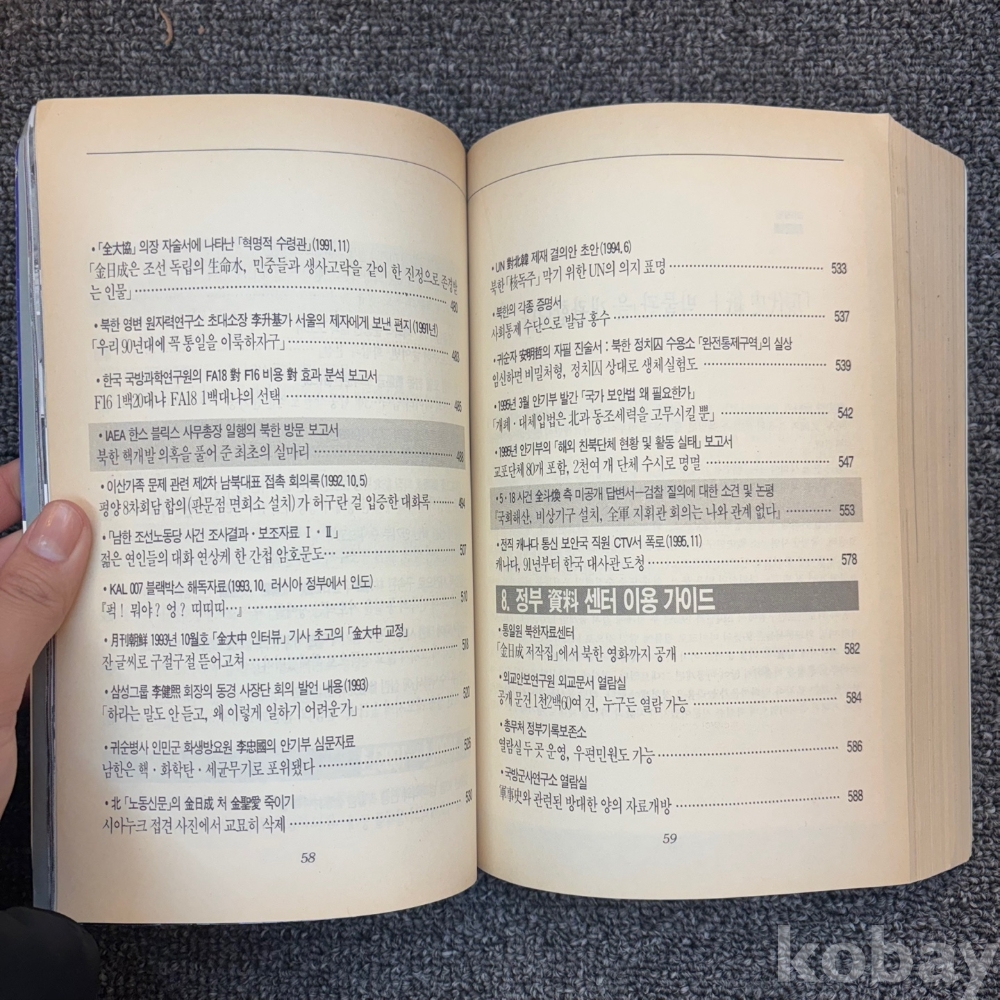 • 「全大協」 의장 자술서에 나타난 「혁명적 수령관」(1991, 11)
「金日成은 조선 독립의 生命水, 민중들과 생사고락을 같이 한 진정으로 존경받
는 인물」 480
• 북한 영변 원자력연구소 초대소장 李升基가 서울의 제자에게 보낸 편지(1991년)
「우리 90년대에 꼭 통일을 이룩하자구」 483
• 한국 국방과학연구원의 FA18 對 F16 비용 對 효과 분석 보고서
F16 1백20대냐 FA18 1백대냐의 선택 485
• IAEA 한스 블릭스 사무총장 일행의 북한 방문 보고서
북한 핵개발 의혹을 풀어 준 최초의 실마리 488
• 이산가족 문제 관련 제2차 남북대표 접촉 회의록(1992, 10, 5)
평양 8차회담 합의(판문점 면회소 설치)가 허구란 걸 입증한 대화록 494
• 「남한 조선노동당 사건 조사결과·보조자료 Ⅰ·Ⅱ」
젊은 연인들의 대화 연상케 한 간첩 암호문도 507
• KAL 007 블랙박스 해독자료(1993, 10, 러시아 정부에서 인도)
『퍽! 뭐야? 엉? 띠띠띠…』 510
• 月刊朝鮮 1993년 10월호 「金大中 인터뷰」 기사 초고의 「金大中 교정」
잔 글씨로 구절구절 뜯어고쳐 518
• 삼성그룹 李健熙 회장의 동경 사장단 회의 발언 내용(1993)
「하라는 말도 안 듣고, 왜 이렇게 일하기 어려운가」 520
• 귀순병사 인민군 화생방요원 李忠國의 안기부 심문자료 526
남한은 핵·화학탄·세균무기로 포위됐다
• 北 「노동신문」의 金日成 처 金聖愛 죽이기 530
시아누크 접견 사진에서 교묘히 삭제
58
• UN 對北韓 제재 결의안 초안(1994, 6)
북한 「核독주」 막기 위한 UN의 의지 표명 533
• 북한의 각종 증명서
사회통제 수단으로 발급 홍수 537
• 귀순자 安明哲의 자필 진술서 : 북한 정치囚 수용소 「완전통제구역」의 실상
임신하면 비밀처형, 정치囚 상대로 생체실험도 539
• 1995년 3월 안기부 발간 「국가 보안법 왜 필요한가」
「개폐·대체입법은 北과 동조세력을 고무시킬 뿐」 542
• 1995년 안기부의 「해외 친북단체 현황 및 활동 실태」 보고서
교포단체 80개 포함, 2천여 개 단체 수시로 명멸 547
• 5·18 사건 全斗煥 측 미공개 답변서—검찰 질의에 대한 소견 및 논평
「국회해산, 비상기구 설치, 全軍 지휘관 회의는 나와 관계 없다」 553
• 전직 캐나다 통신 보안국 직원 CTV서 폭로(1995, 11)
캐나다, 91년부터 한국 대사관 도청 578
8. 정부 資料 센터 이용 가이드
• 통일원 북한자료센터
「金日成 저작집」에서 북한 영화까지 공개 582
• 외교안보연구원 외교문서 열람실
공개 문건 1천2백60여 건, 누구든 열람 가능 584
• 총무처 정부기록보존소
열람실 두 곳 운영, 우편민원도 가능 586
• 국방군사연구소 열람실
軍事史와 관련된 방대한 양의 자료개방 588
59
kobay